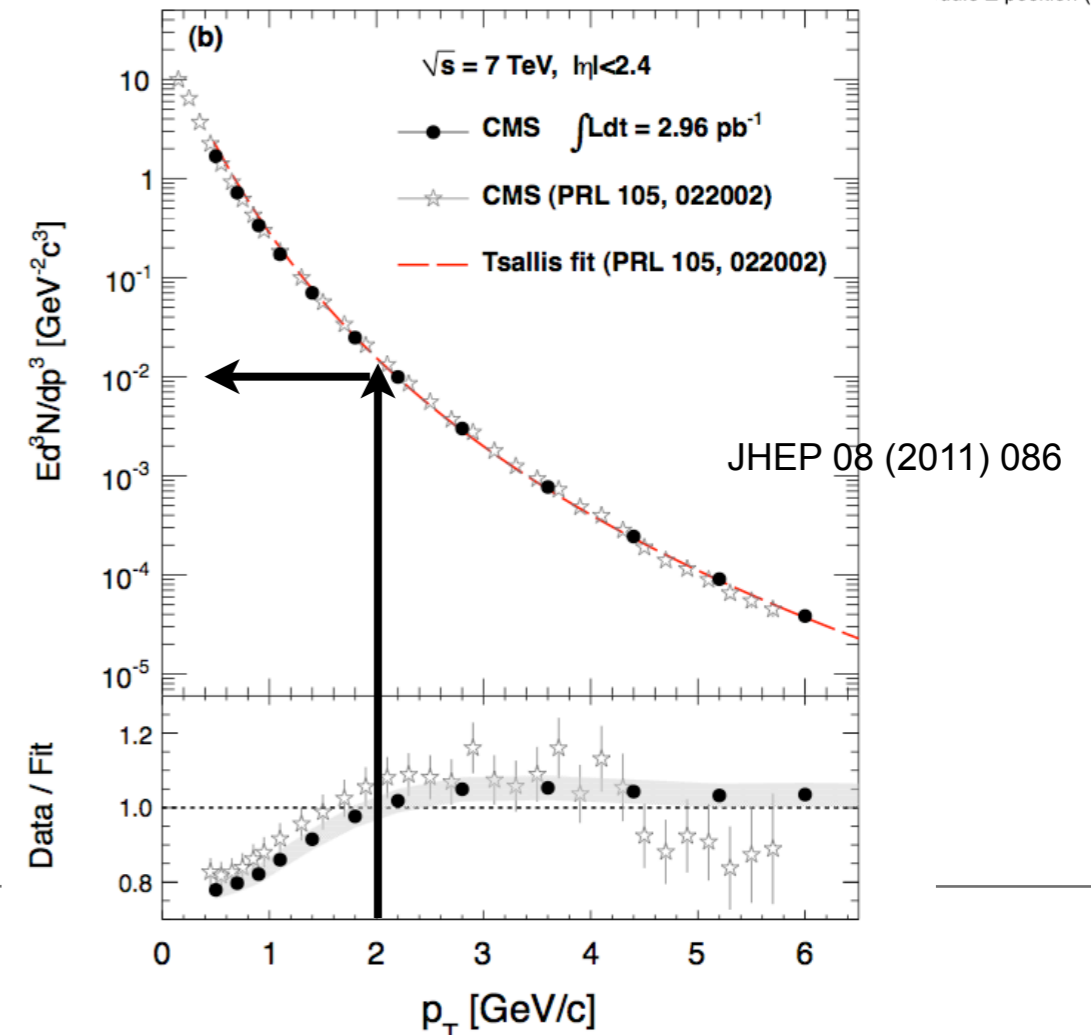 (b)
√s = 7 TeV, |η|<2.4
CMS ∫Ldt = 2.96 pb⁻¹
CMS (PRL 105, 022002)
Tsallis fit (PRL 105, 022002)
JHEP 08 (2011) 086
Ed³N/dp³ [GeV⁻²c³]
10
1
10⁻¹
10⁻²
10⁻³
10⁻⁴
10⁻⁵
Data / Fit
1.2
1.0
0.8
0 1 2 3 4 5 6
p_T [GeV/c]